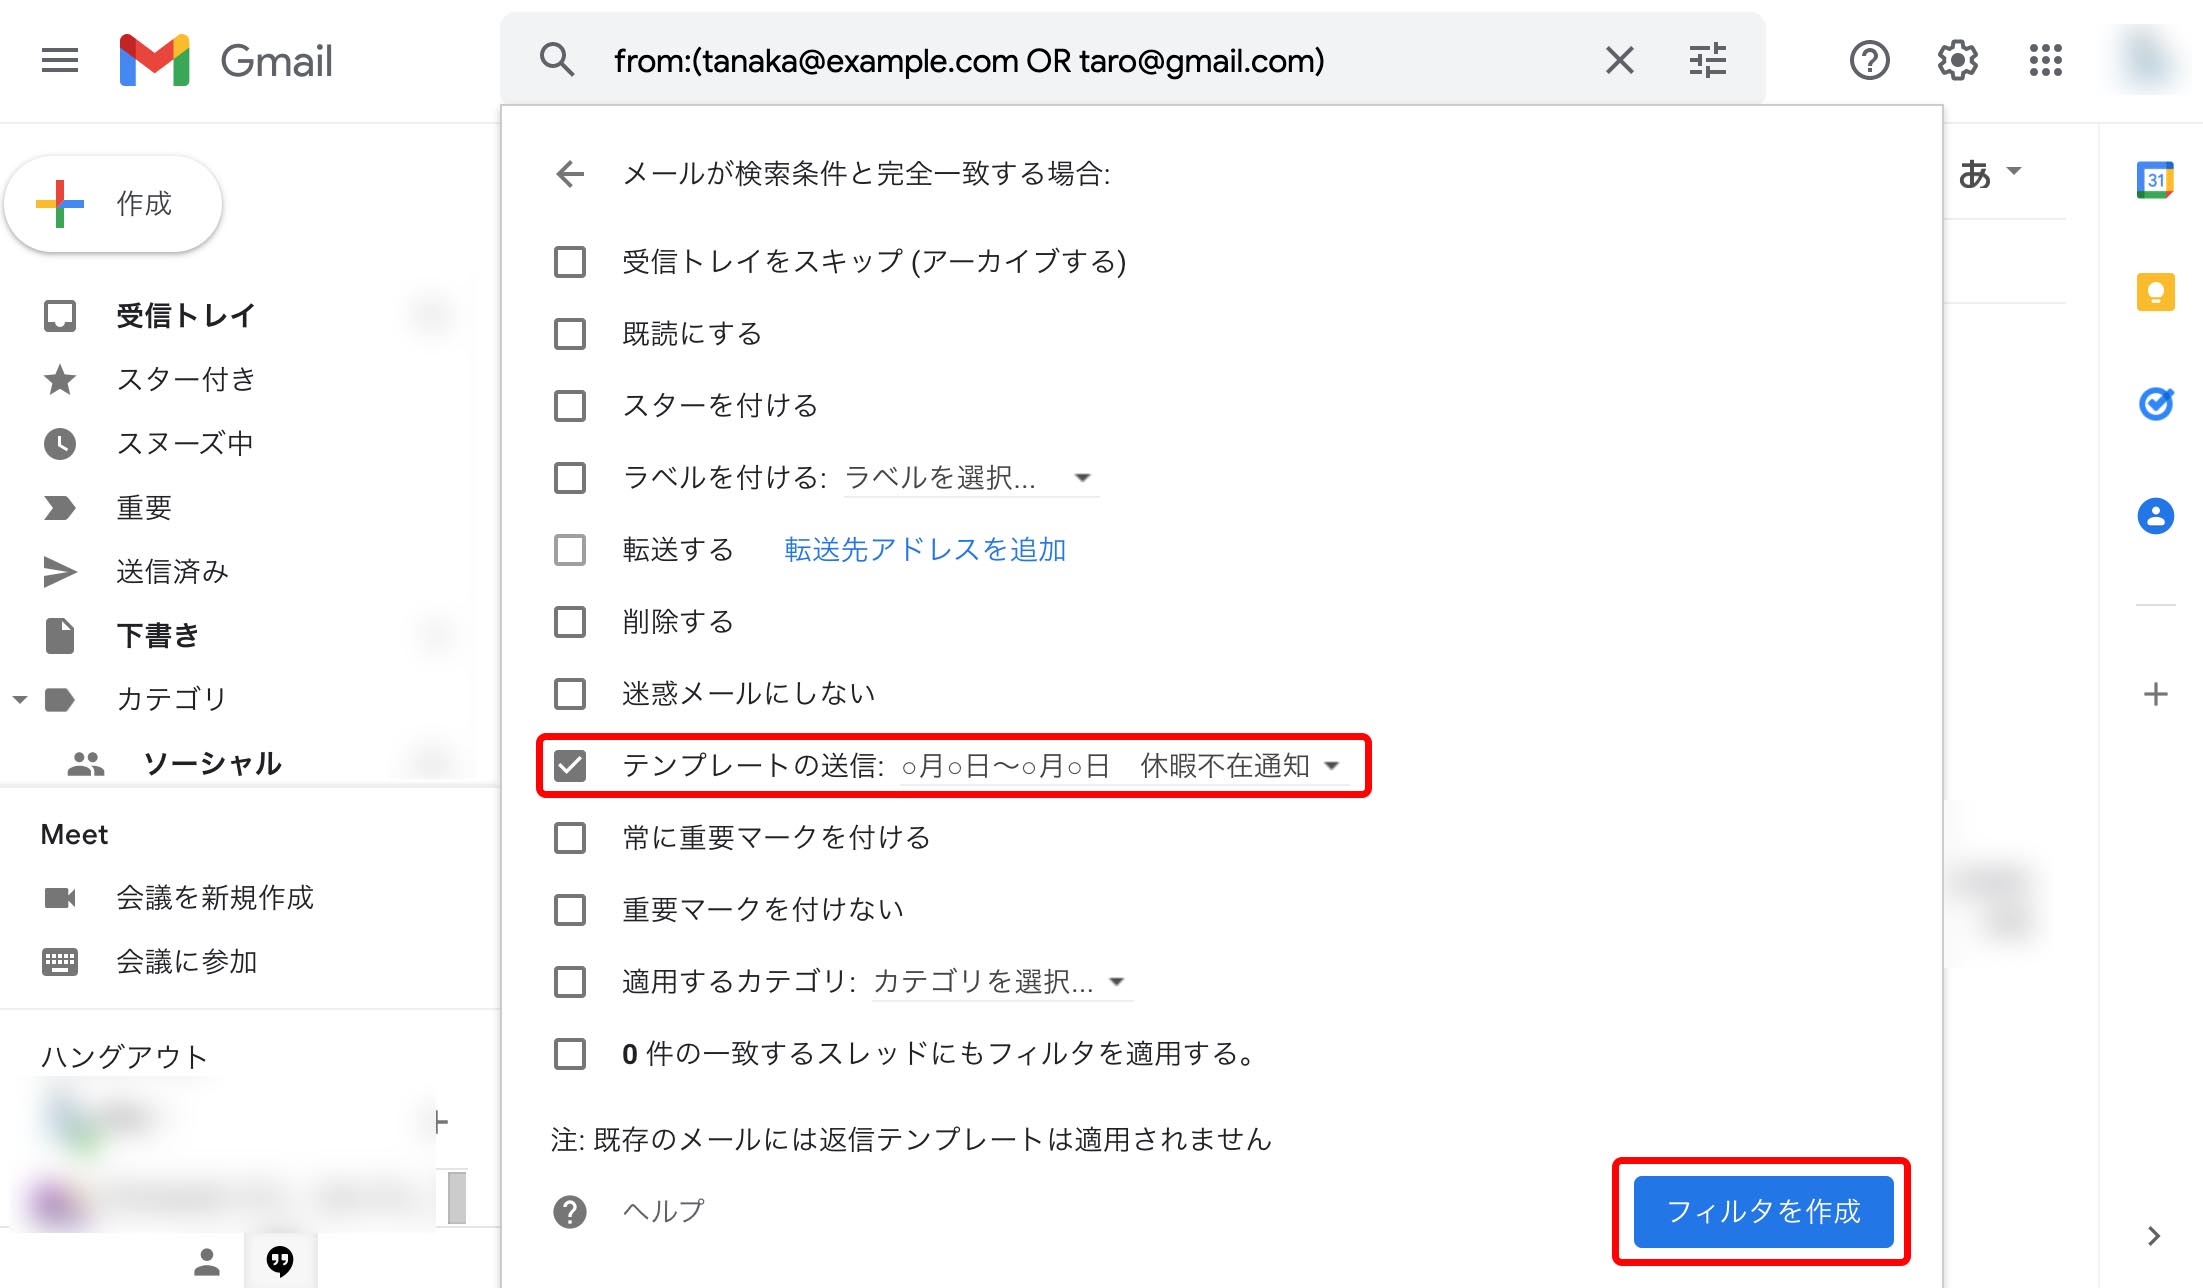 Gmail
from:(tanaka@example.com OR taro@gmail.com)
作成
受信トレイ
スター付き
スヌーズ中
重要
送信済み
下書き
カテゴリ
ソーシャル
Meet
会議を新規作成
会議に参加
ハングアウト
メールが検索条件と完全一致する場合:
受信トレイをスキップ (アーカイブする)
既読にする
スターを付ける
ラベルを付ける: ラベルを選択...
転送する 転送先アドレスを追加
削除する
迷惑メールにしない
テンプレートの送信: ○月○日〜○月○日　休暇不在通知
常に重要マークを付ける
重要マークを付けない
適用するカテゴリ: カテゴリを選択...
0 件の一致するスレッドにもフィルタを適用する。
注: 既存のメールには返信テンプレートは適用されません
ヘルプ
フィルタを作成
あ
31